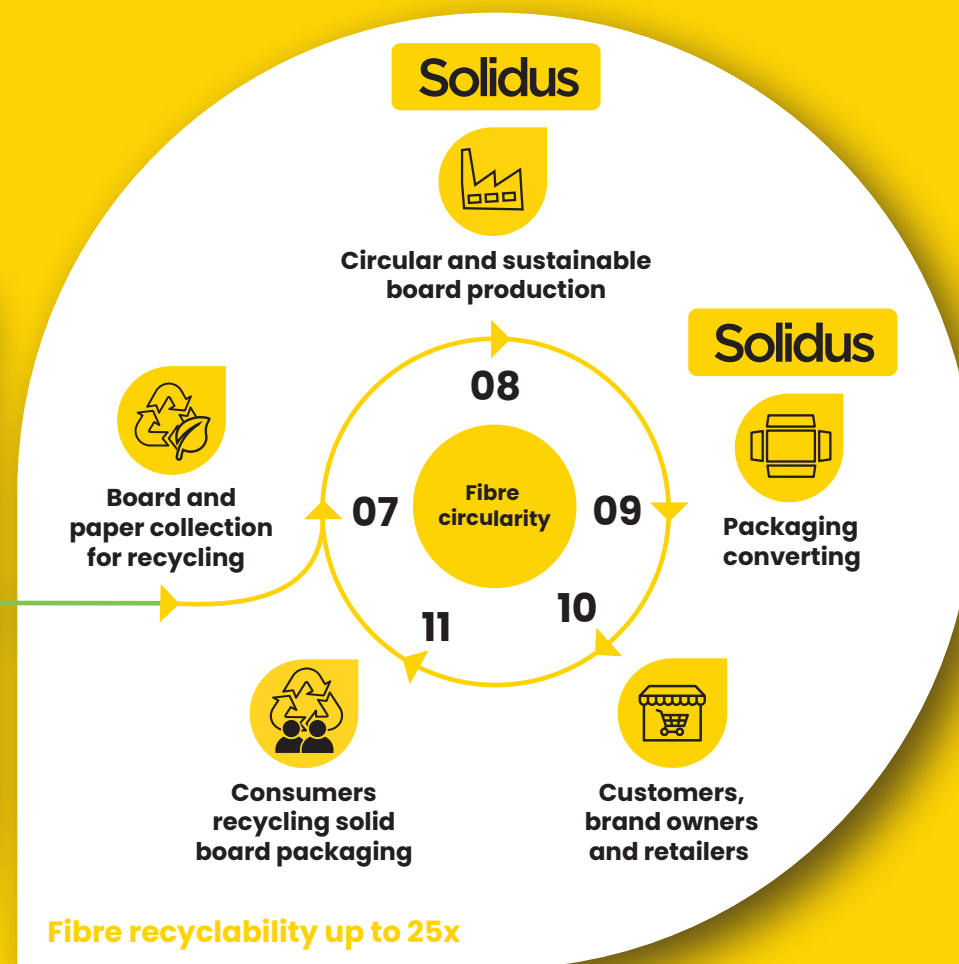 Solidus
Circular and sustainable
board production
Solidus
08
Board and
paper collection
for recycling
07
Fibre
circularity
09
Packaging
converting
11
10
Consumers
recycling solid
board packaging
Customers,
brand owners
and retailers
Fibre recyclability up to 25x